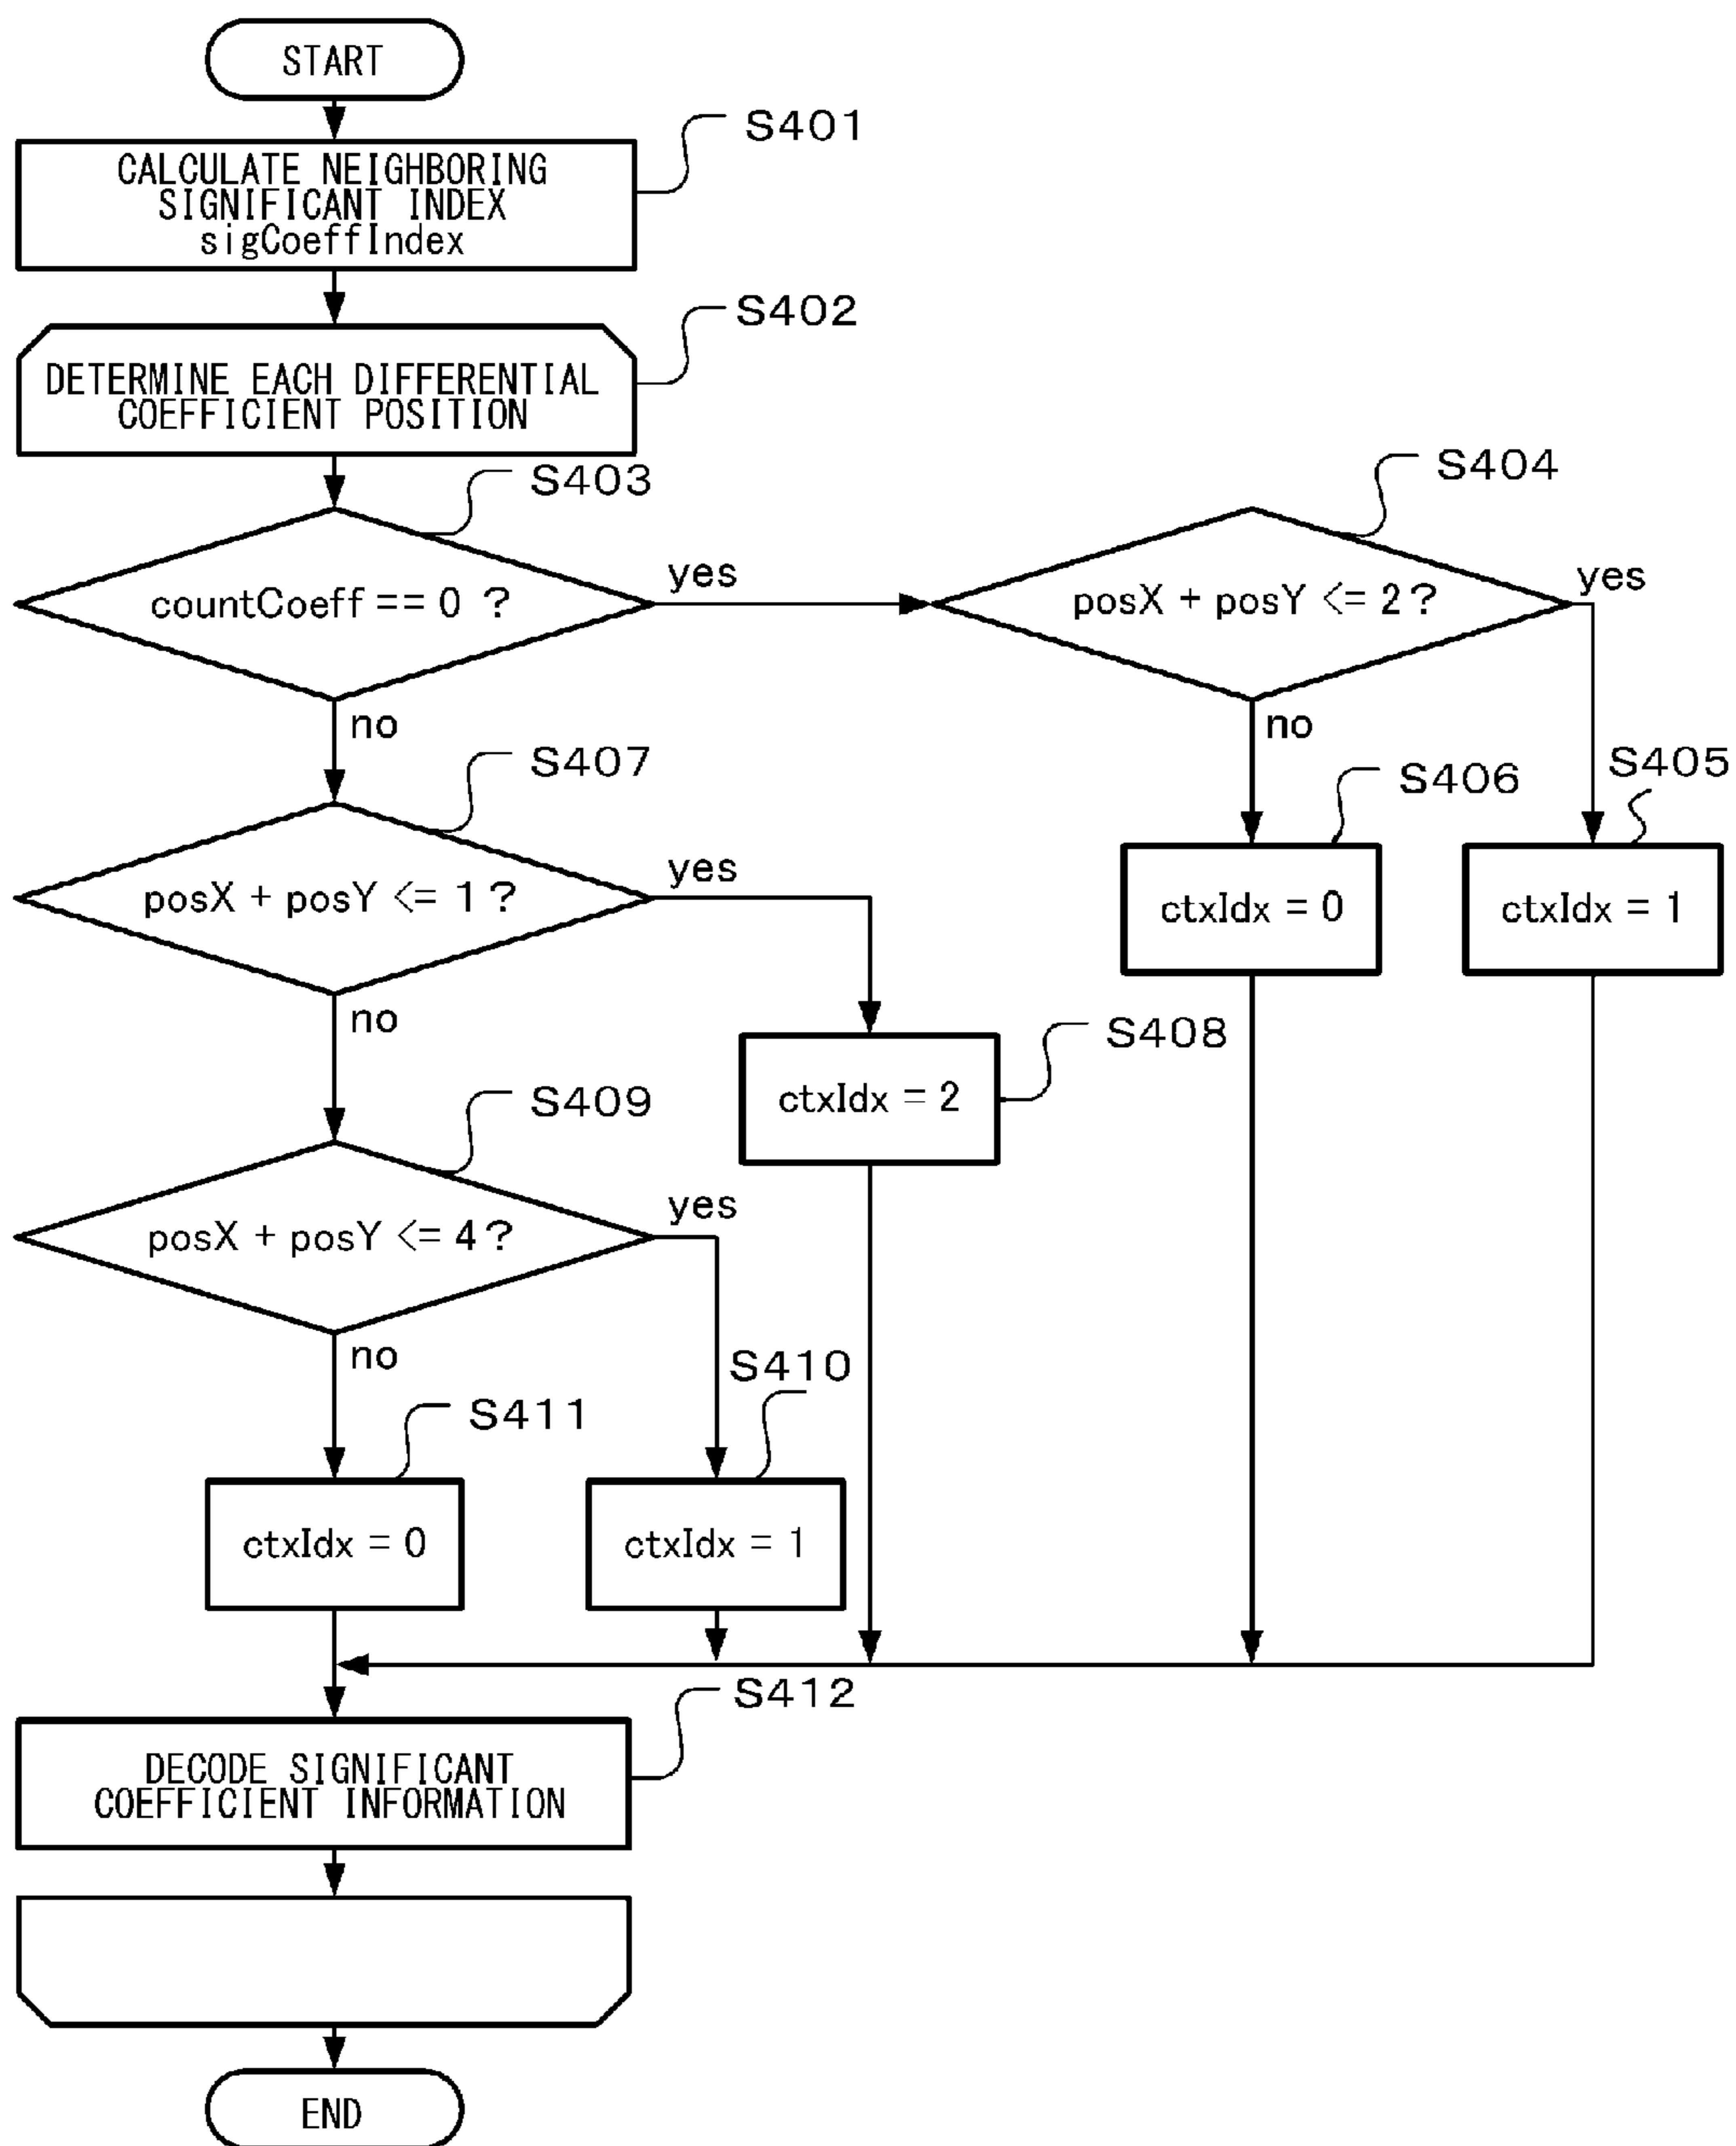 START
S401
CALCULATE NEIGHBORING
SIGNIFICANT INDEX
sigCoeffIndex
S402
DETERMINE EACH DIFFERENTIAL
COEFFICIENT POSITION
S403
S404
countCoeff == 0 ?
yes
posX + posY <= 2 ?
yes
no
no
S407
S406
S405
posX + posY <= 1 ?
yes
ctxIdx = 0
ctxIdx = 1
no
S408
ctxIdx = 2
S409
posX + posY <= 4 ?
yes
no
S410
S411
ctxIdx = 0
ctxIdx = 1
S412
DECODE SIGNIFICANT
COEFFICIENT INFORMATION
END